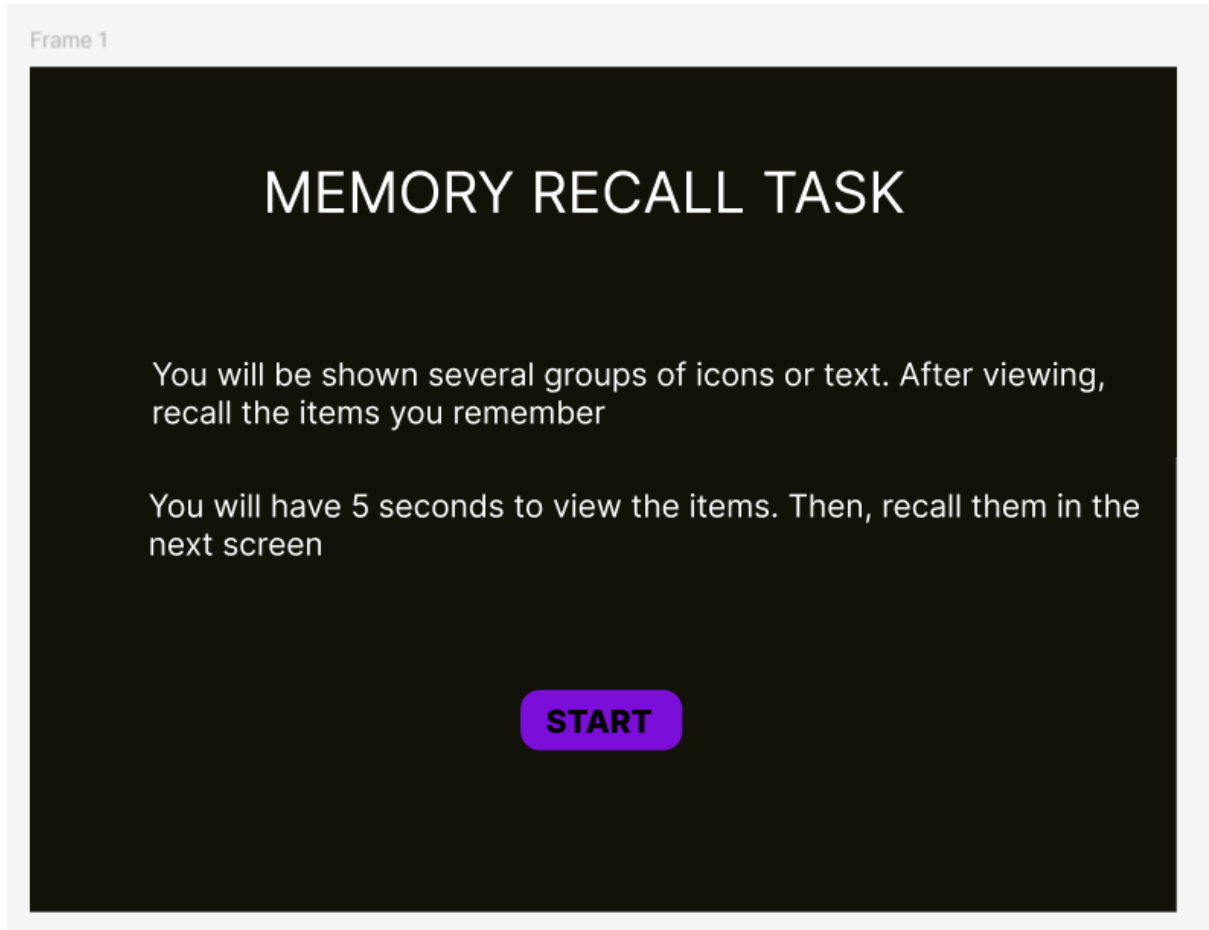 Frame 1
MEMORY RECALL TASK
You will be shown several groups of icons or text. After viewing,
recall the items you remember
You will have 5 seconds to view the items. Then, recall them in the
next screen
START